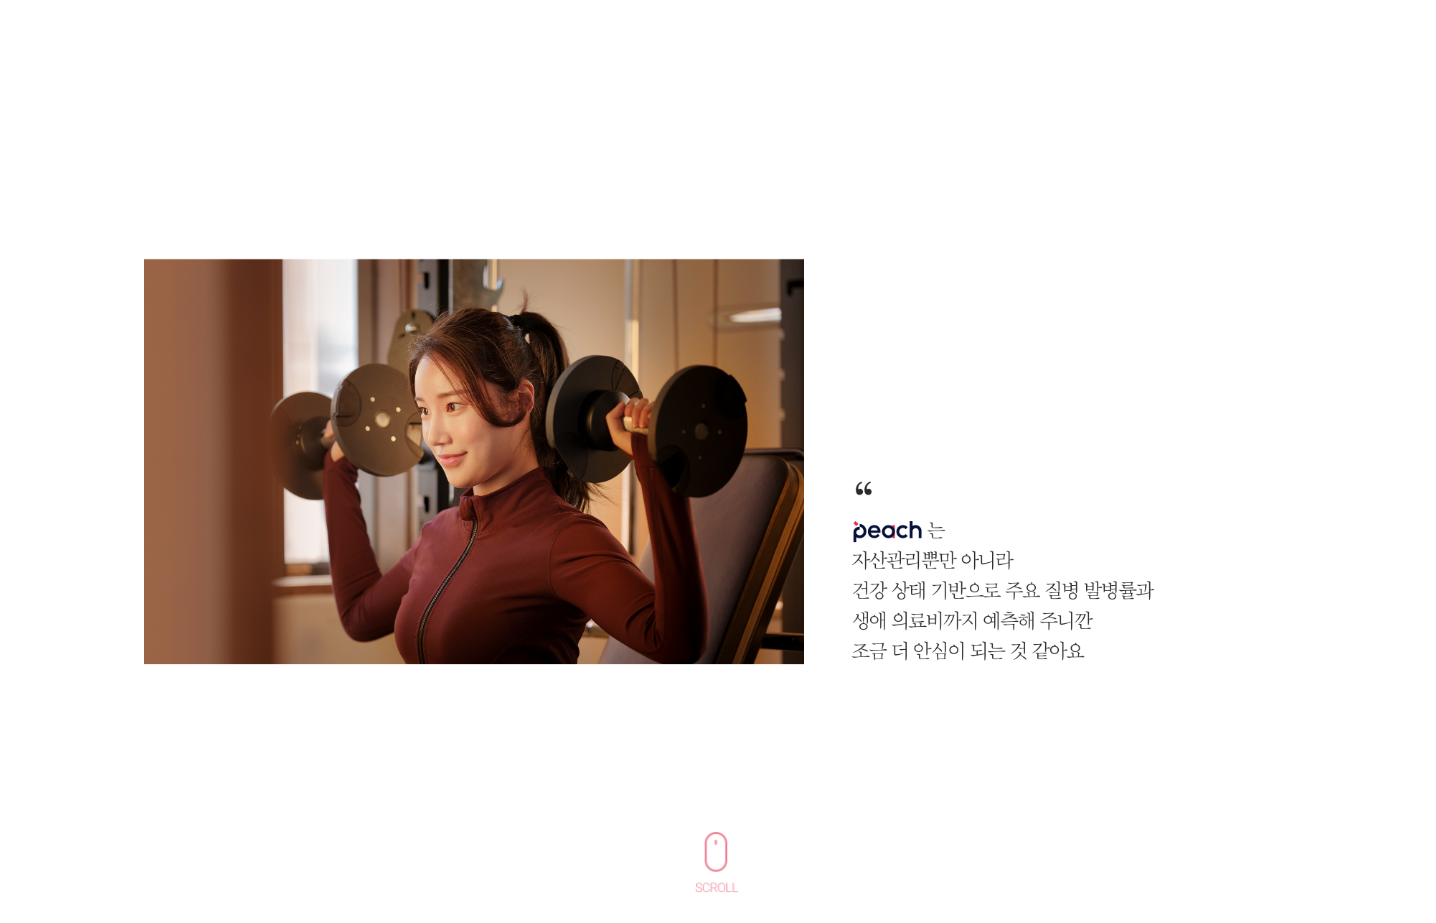 “
peach 는
자산관리뿐만 아니라
건강 상태 기반으로 주요 질병 발병률과
생애 의료비까지 예측해 주니깐
조금 더 안심이 되는 것 같아요
SCROLL